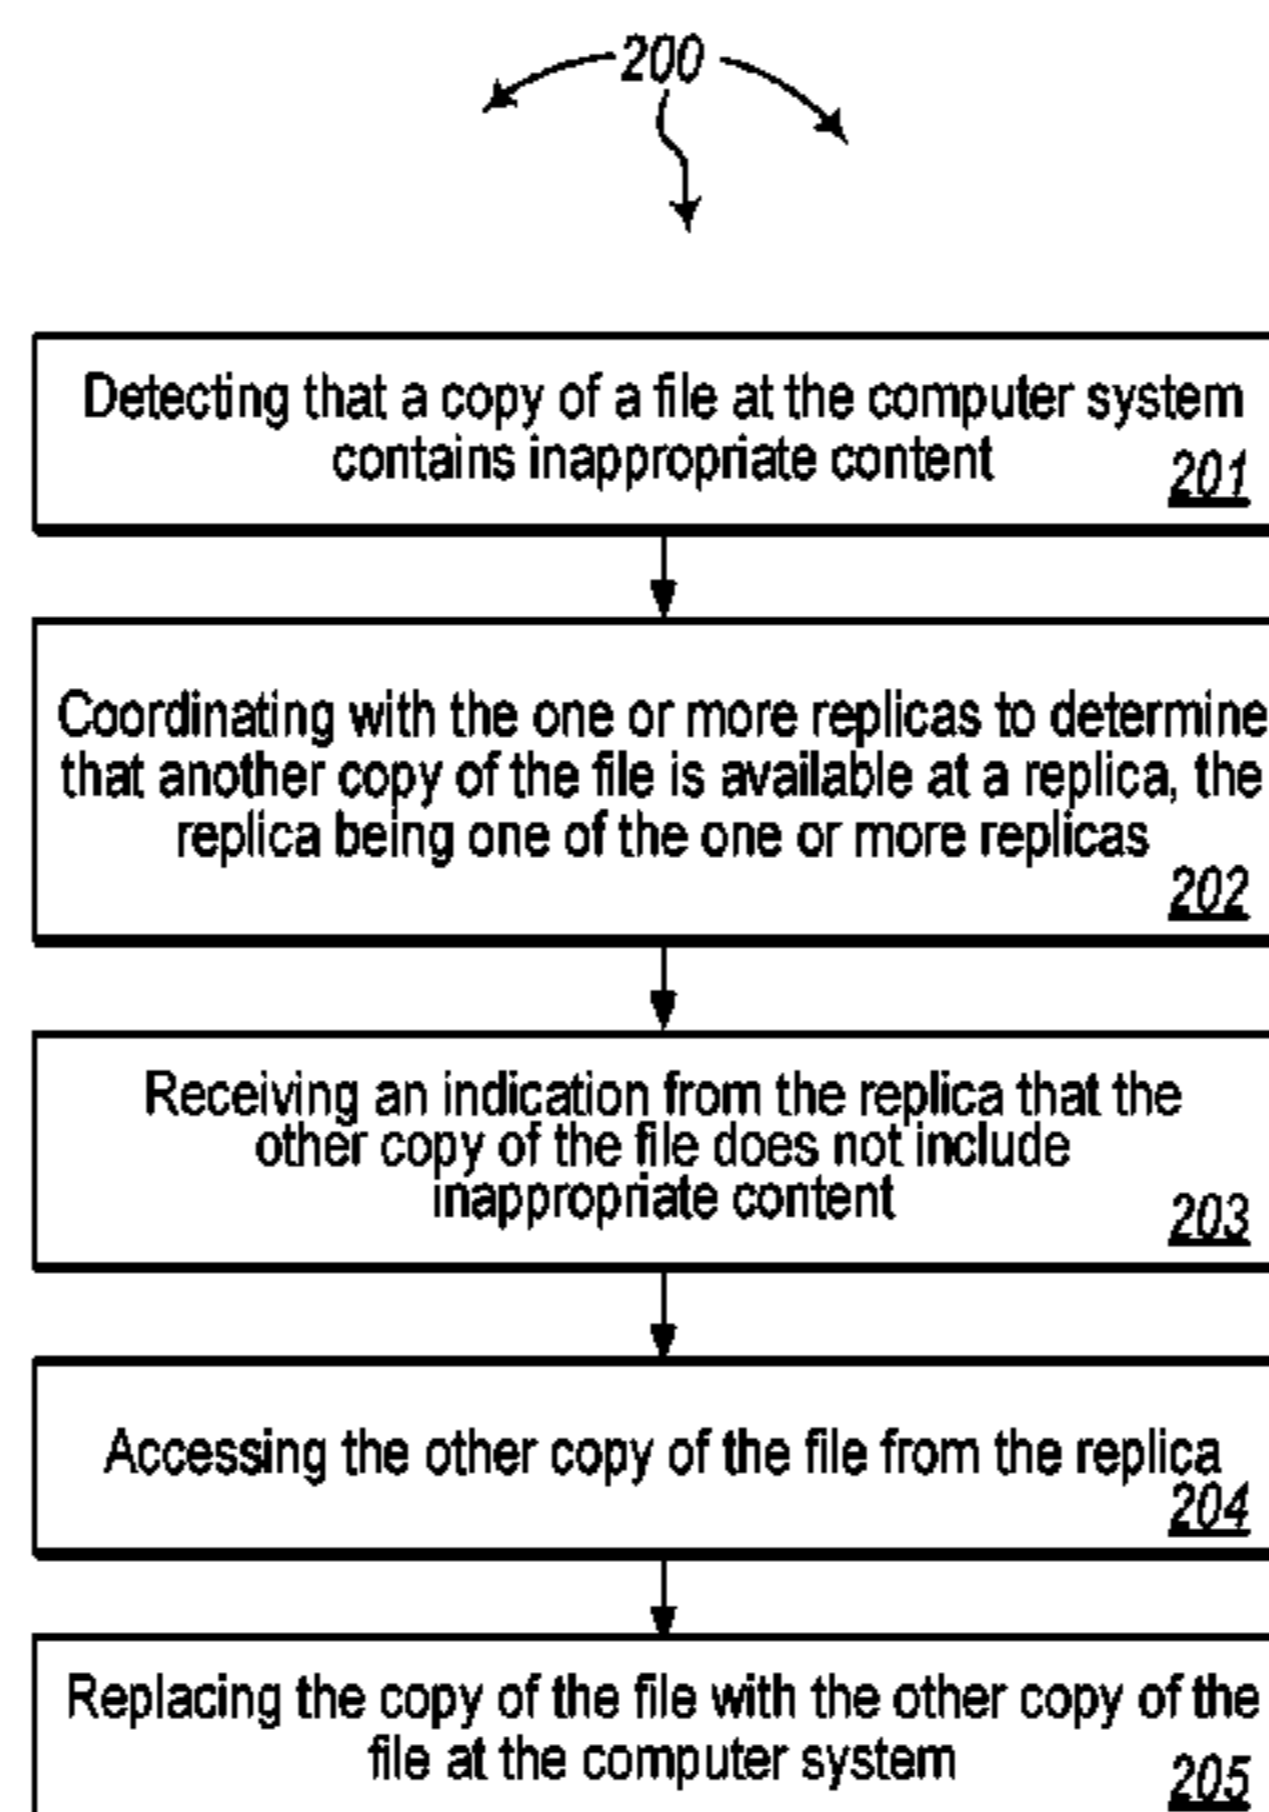 200
Detecting that a copy of a file at the computer system
contains inappropriate content
201
Coordinating with the one or more replicas to determine
that another copy of the file is available at a replica, the
replica being one of the one or more replicas
202
Receiving an indication from the replica that the
other copy of the file does not include
inappropriate content
203
Accessing the other copy of the file from the replica
204
Replacing the copy of the file with the other copy of the
file at the computer system
205